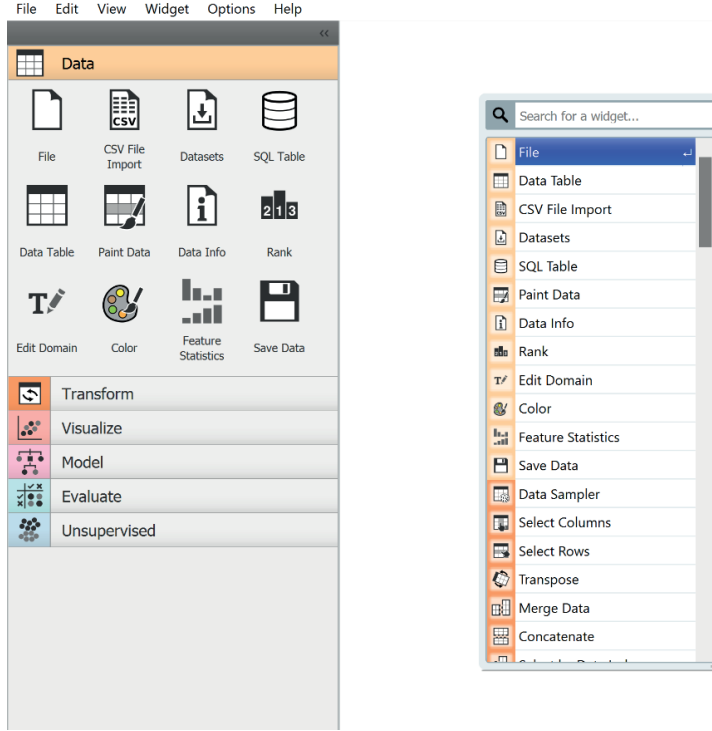 File Edit View Widget Options Help
Data
File
CSV File
Import
Datasets
SQL Table
Data Table
Paint Data
Data Info
Rank
Edit Domain
Color
Feature
Statistics
Save Data
Transform
Visualize
Model
Evaluate
Unsupervised
Search for a widget...
File
Data Table
CSV File Import
Datasets
SQL Table
Paint Data
Data Info
Rank
Edit Domain
Color
Feature Statistics
Save Data
Data Sampler
Select Columns
Select Rows
Transpose
Merge Data
Concatenate